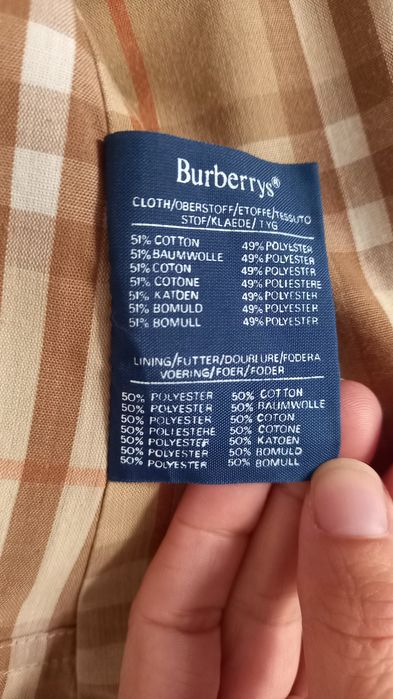 Burberrys®
CLOTH/OBERSTOFF/ETOFFE/TESSUTO
STOF/KLAEDE/TYG
51% COTTON 49% POLYESTER
51% BAUMWOLLE 49% POLYESTER
51% COTON 49% POLYESTER
51% COTONE 49% POLIESTERE
51% KATOEN 49% POLYESTER
51% BOMULD 49% POLYESTER
51% BOMULL 49% POLYESTER
LINING/FUTTER/DOUBLURE/FODERA
VOERING/FOER/FODER
50% POLYESTER 50% COTTON
50% POLYESTER 50% BAUMWOLLE
50% POLYESTER 50% COTON
50% POLIESTERE 50% COTONE
50% POLYESTER 50% KATOEN
50% POLYESTER 50% BOMULD
50% POLYESTER 50% BOMULL